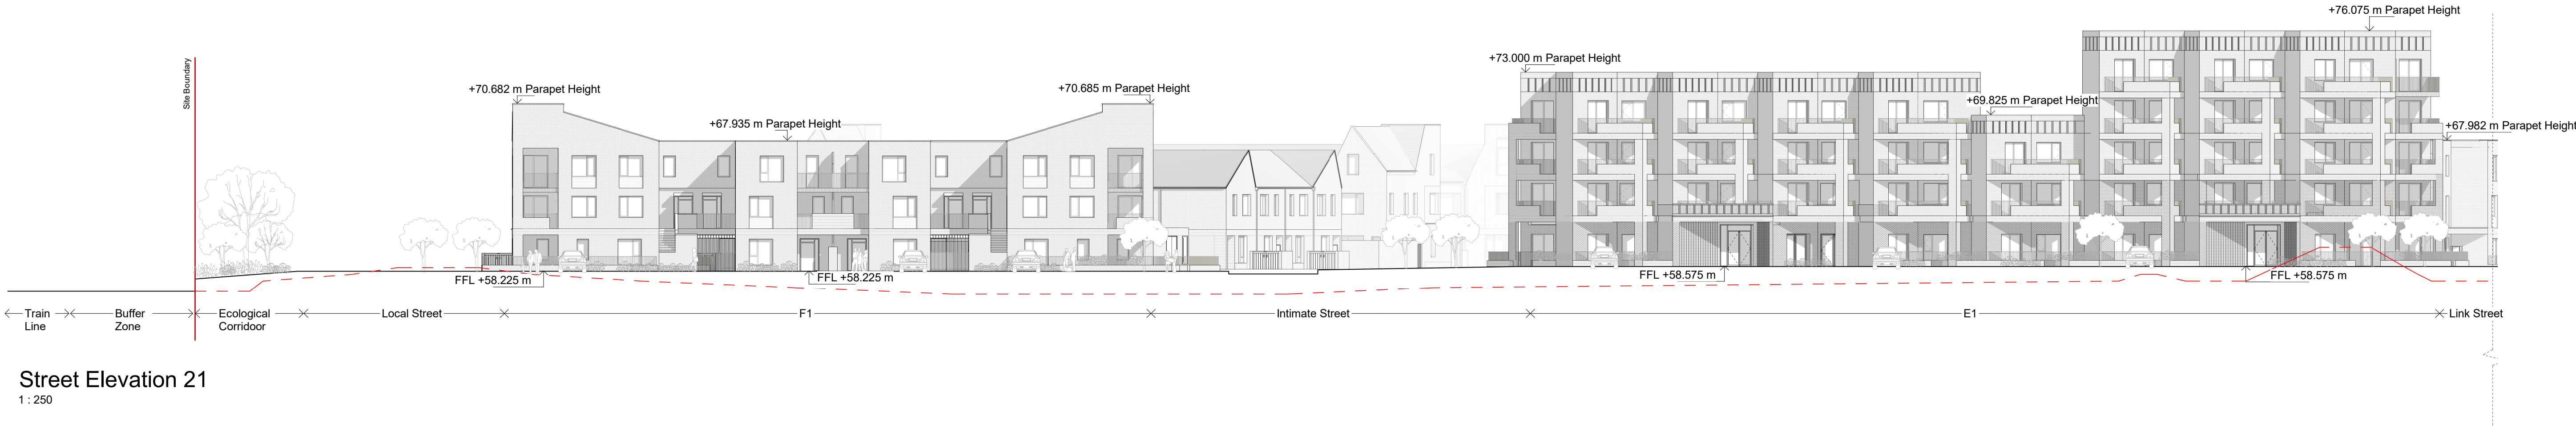 +76.075 m Parapet Height
+73.000 m Parapet Height
Site Boundary
+70.682 m Parapet Height
+70.685 m Parapet Height
+69.825 m Parapet Height
+67.935 m Parapet Height
+67.982 m Parapet Height
FFL +58.225 m
FFL +58.225 m
FFL +58.575 m
FFL +58.575 m
Train
Line
Buffer
Zone
Ecological
Corridoor
Local Street
F1
Intimate Street
E1
Link Street
Street Elevation 21
1 : 250